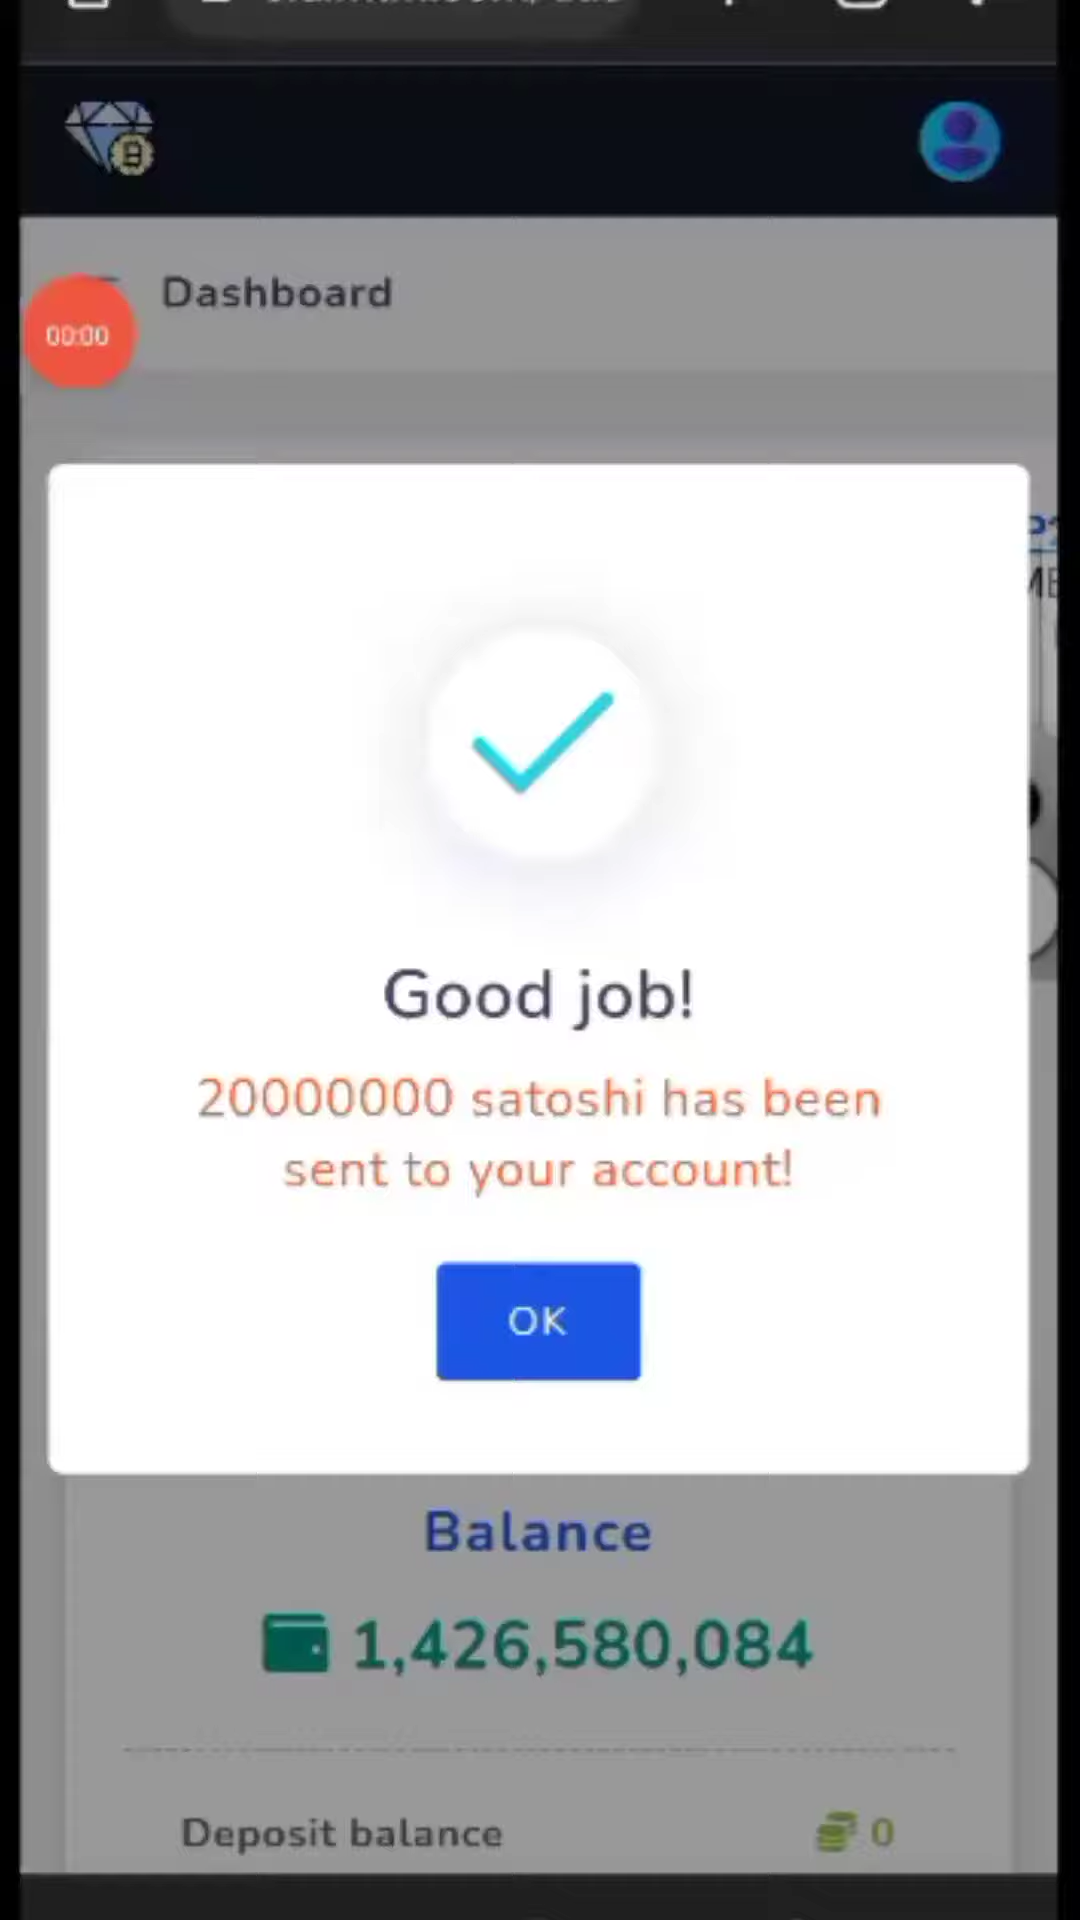 Dashboard
00:00
Good job!
20000000 satoshi has been
sent to your account!
OK
Balance
1,426,580,084
Deposit balance
0